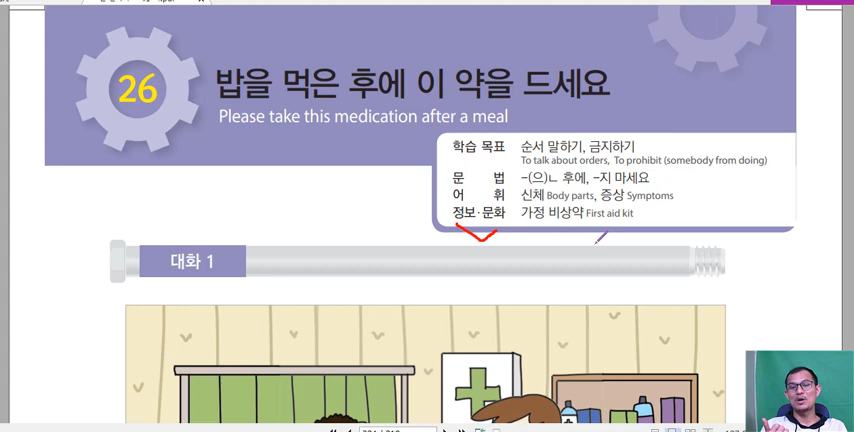 26
밥을 먹은 후에 이 약을 드세요
Please take this medication after a meal
학습 목표 순서 말하기, 금지하기
To talk about orders, To prohibit (somebody from doing)
문 법 -(으)ㄴ 후에, -지 마세요
어 휘 신체 Body parts, 증상 Symptoms
정보·문화 가정 비상약 First aid kit
대화 1